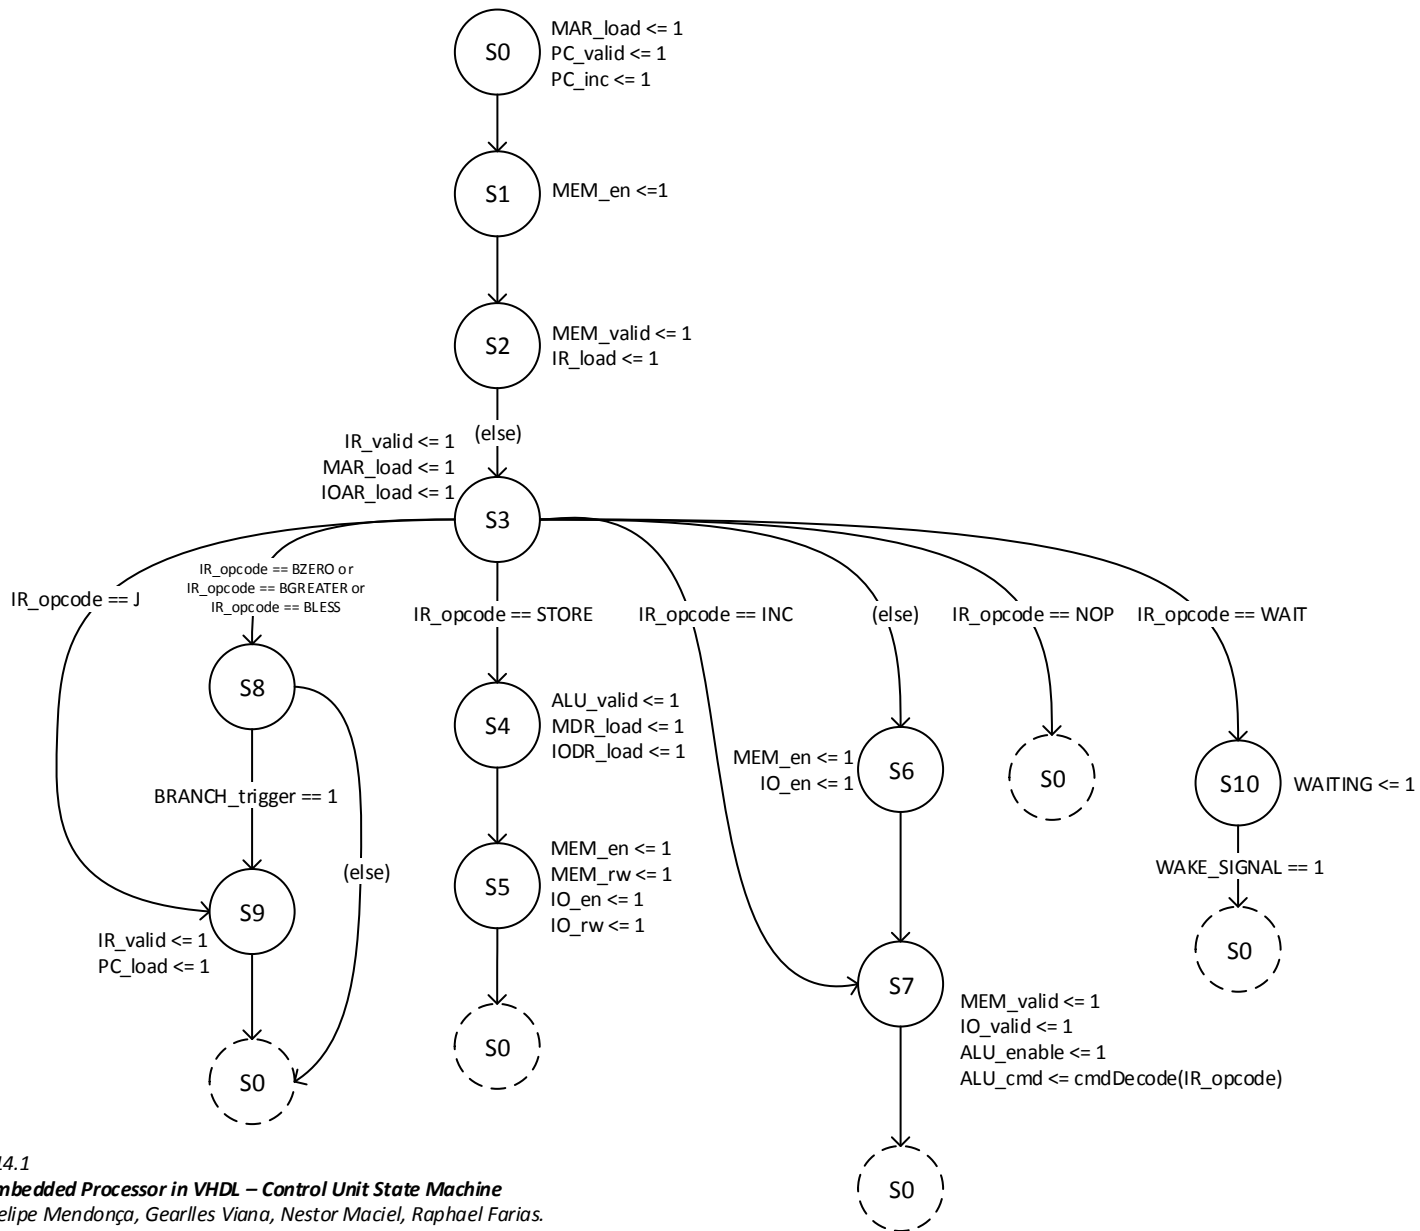 S0
MAR_load <= 1
PC_valid <= 1
PC_inc <= 1
S1
MEM_en <=1
S2
MEM_valid <= 1
IR_load <= 1
(else)
IR_valid <= 1
MAR_load <= 1
IOAR_load <= 1
S3
IR_opcode == J
IR_opcode == BZERO or
IR_opcode == BGREATER or
IR_opcode == BLESS
IR_opcode == STORE
IR_opcode == INC
(else)
IR_opcode == NOP
IR_opcode == WAIT
S8
S4
ALU_valid <= 1
MDR_load <= 1
IODR_load <= 1
MEM_en <= 1
IO_en <= 1
S6
S0
S10
WAITING <= 1
BRANCH_trigger == 1
(else)
S5
MEM_en <= 1
MEM_rw <= 1
IO_en <= 1
IO_rw <= 1
WAKE_SIGNAL == 1
S0
S9
IR_valid <= 1
PC_load <= 1
S7
MEM_valid <= 1
IO_valid <= 1
ALU_enable <= 1
ALU_cmd <= cmdDecode(IR_opcode)
S0
S0
S0
14.1
mbedded Processor in VHDL – Control Unit State Machine
elipe Mendonça, Gearlles Viana, Nestor Maciel, Raphael Farias.